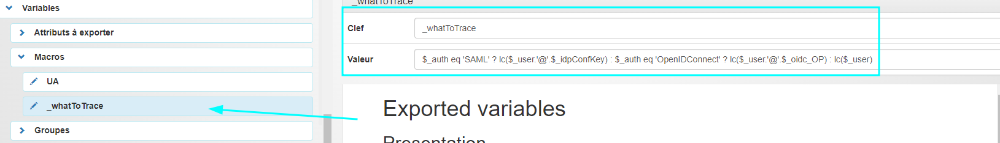 Variables
Attributs à exporter
Macros
UA
_whatToTrace
Groupes
_whatToTrace
Clef
_whatToTrace
Valeur
$_auth eq 'SAML' ? lc($_user.'@'.$_idpConfKey) : $_auth eq 'OpenIDConnect' ? lc($_user.'@'.$_oidc_OP) : lc($_user)
Exported variables
Presentation